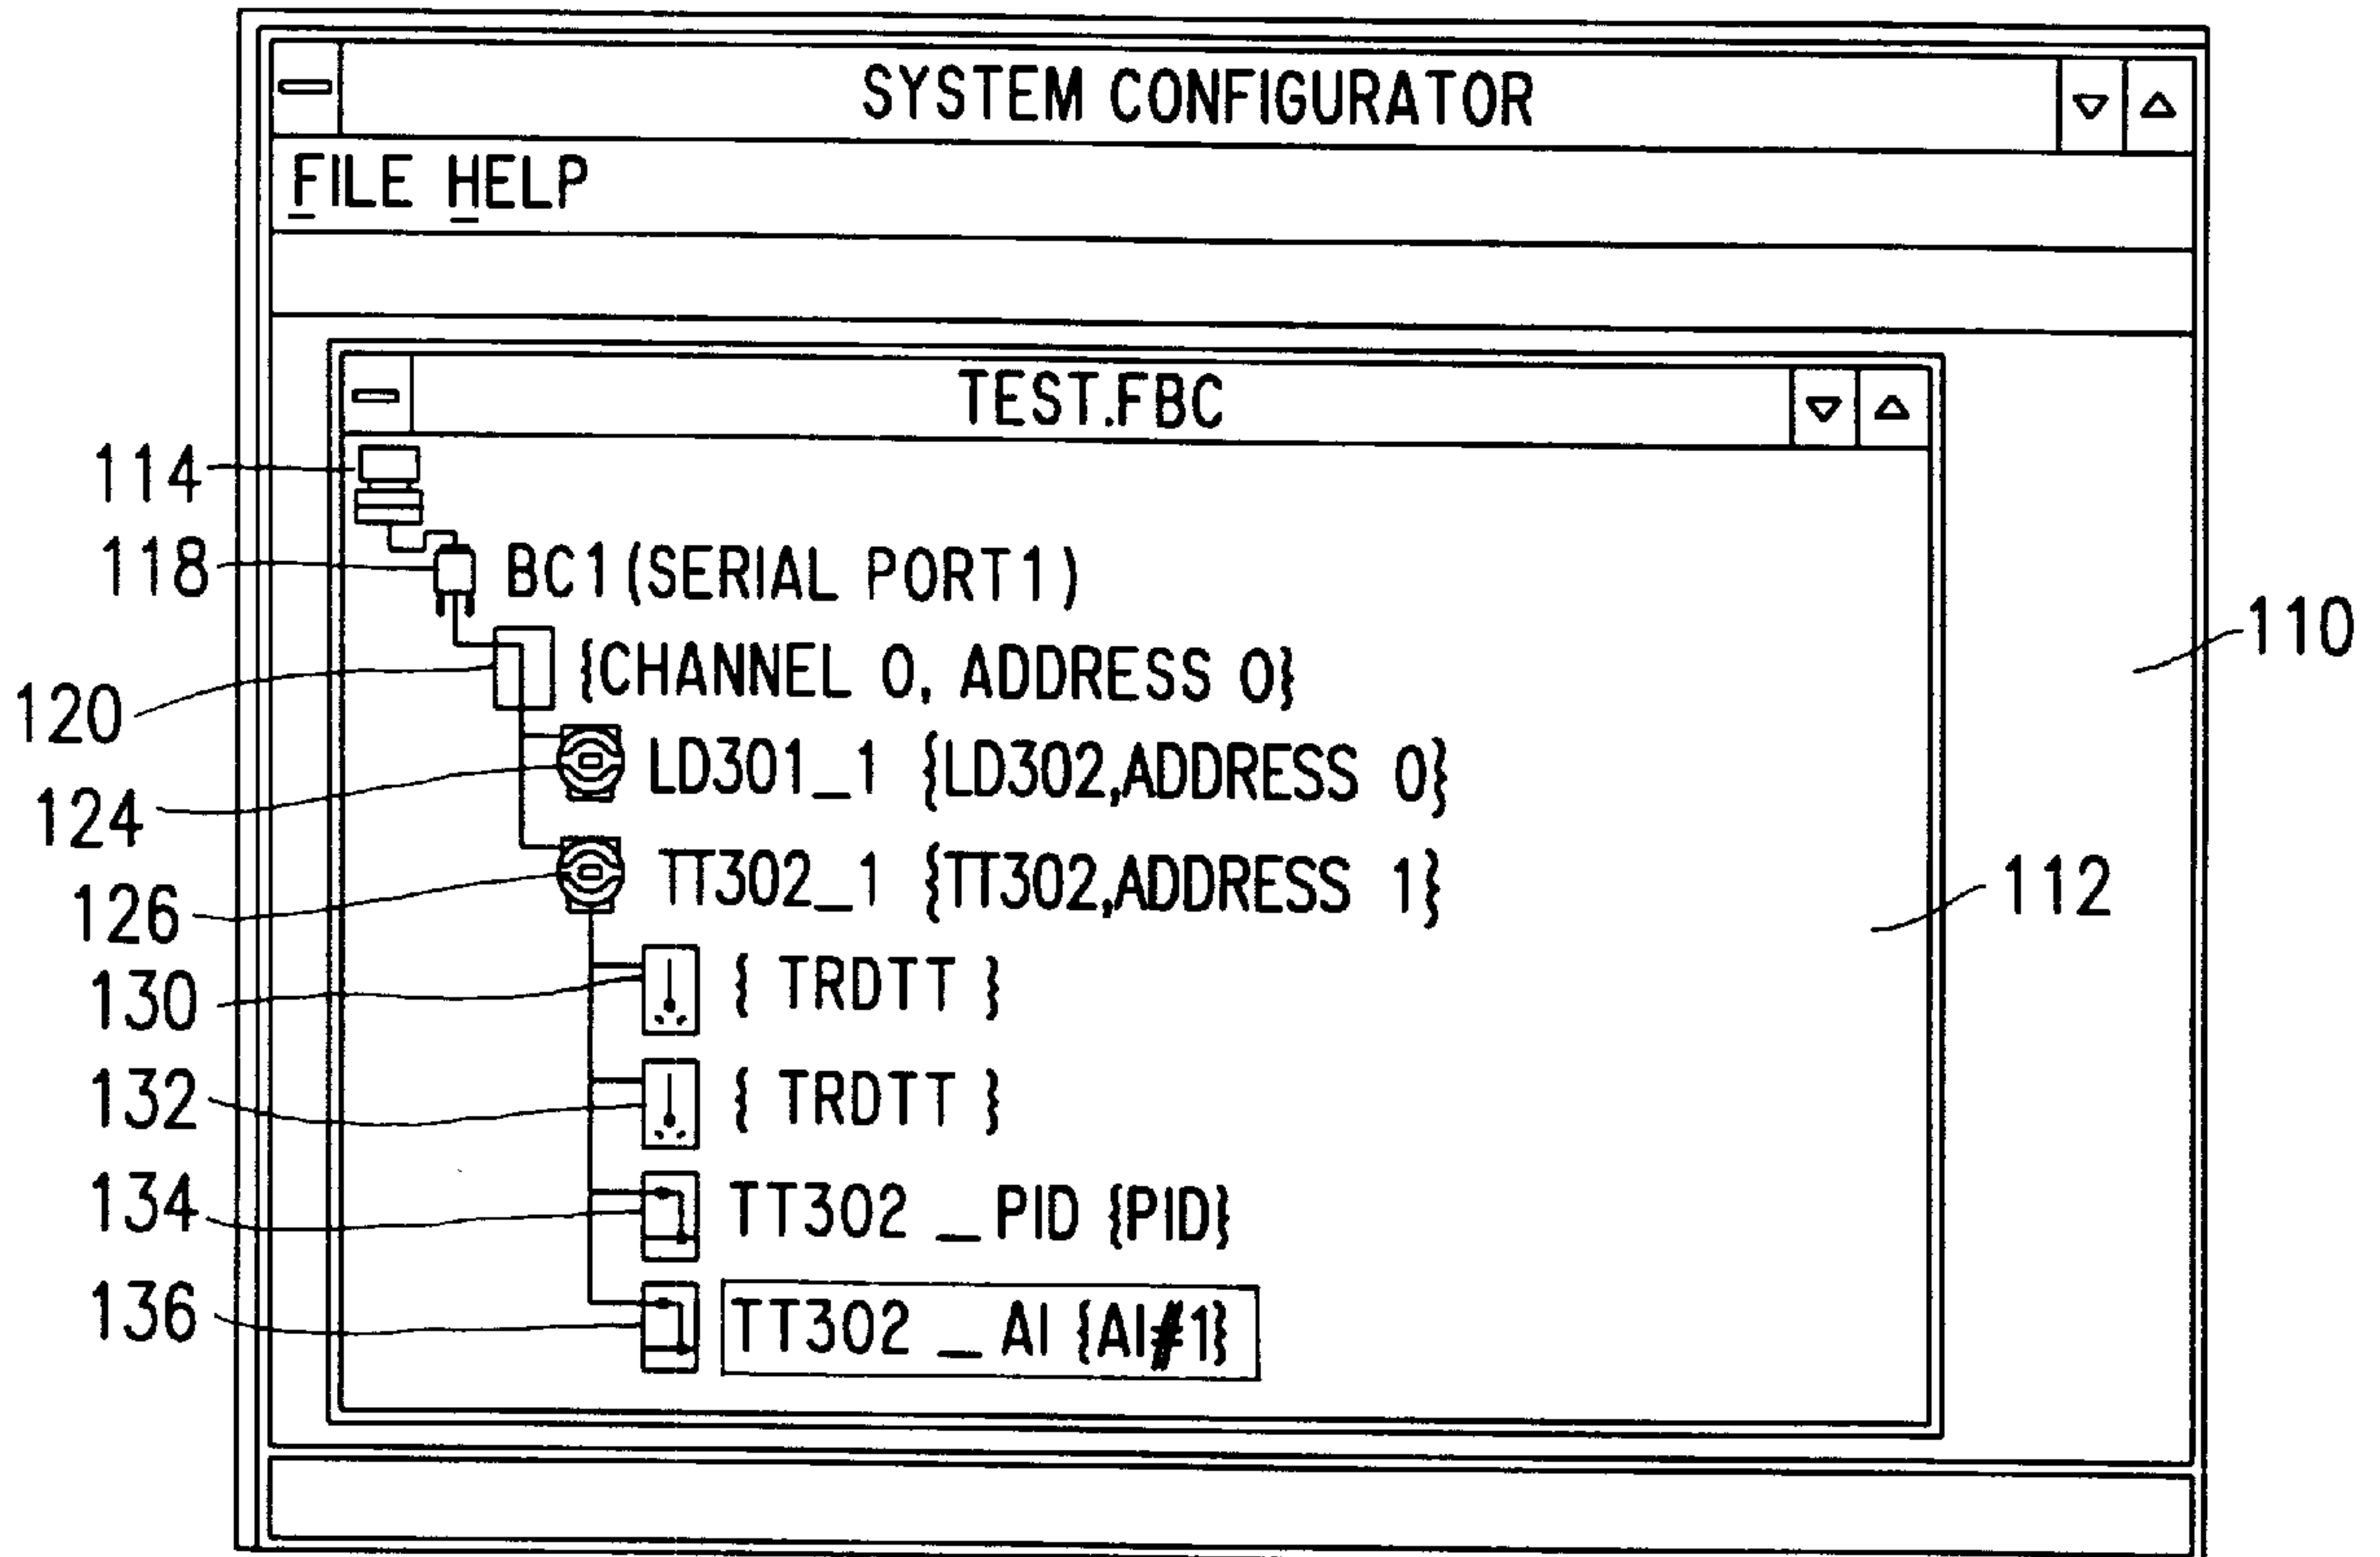 SYSTEM CONFIGURATOR
FILE HELP
TEST.FBC
114
118
BC1 (SERIAL PORT1)
110
{CHANNEL 0, ADDRESS 0}
120
LD301_1 {LD302,ADDRESS 0}
124
TT302_1 {TT302,ADDRESS 1}
112
126
130
{ TRDTT }
132
{ TRDTT }
134
TT302 _ PID {PID}
136
TT302 _ AI {AI#1}